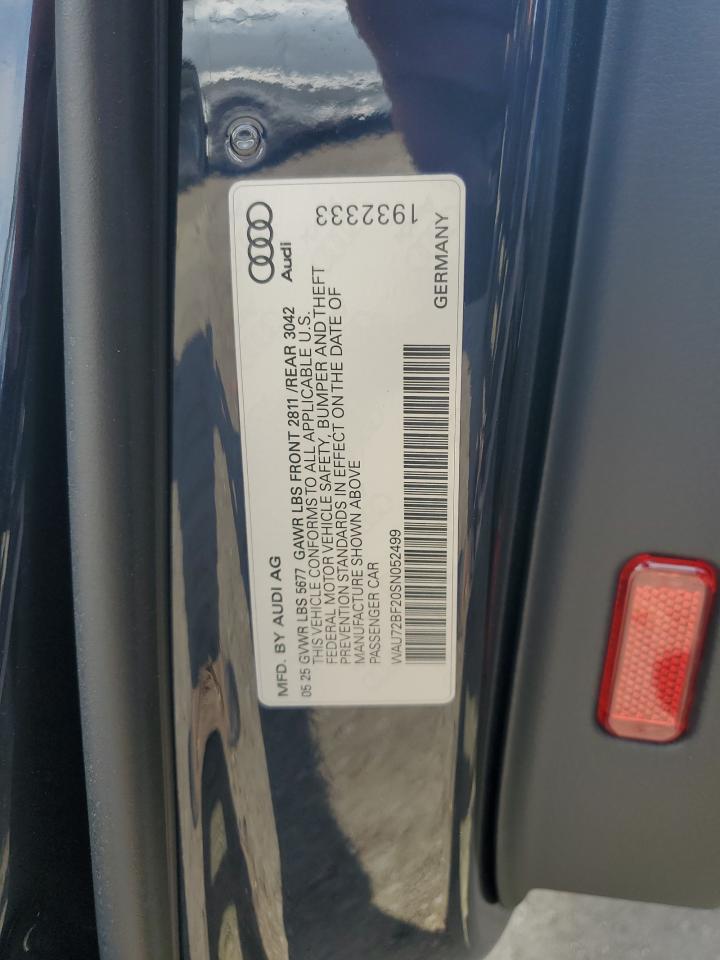 Audi
1932333
MFD. BY AUDI AG
05 25 GVWR LBS 5677 GAWR LBS FRONT 2811 /REAR 3042
THIS VEHICLE CONFORMS TO ALL APPLICABLE U.S.
FEDERAL MOTOR VEHICLE SAFETY, BUMPER AND THEFT
PREVENTION STANDARDS IN EFFECT ON THE DATE OF
MANUFACTURE SHOWN ABOVE
PASSENGER CAR
WAU72BF20SN052499
GERMANY